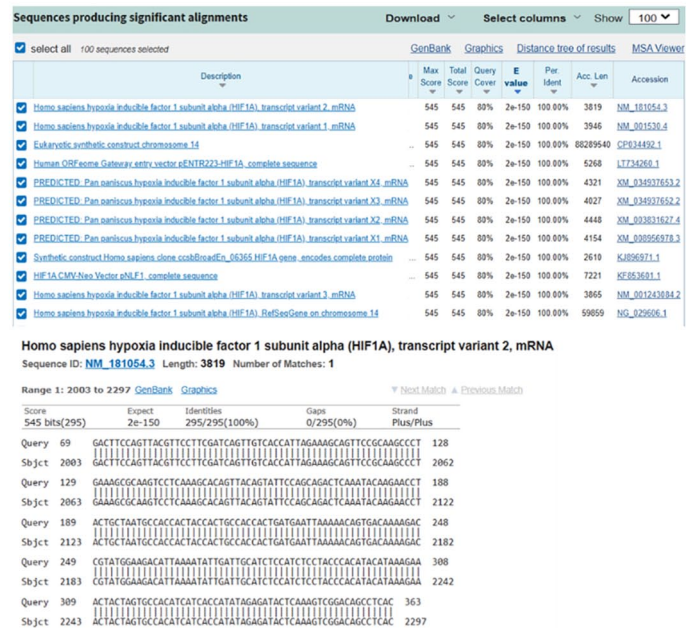 Sequences producing significant alignments Download Select columns Show 100
select all 100 sequences selected GenBank Graphics Distance tree of results MSA Viewer
Description Max Score Total Score Query Cover E value Per. Ident Acc. Len Accession
Homo sapiens hypoxia inducible factor 1 subunit alpha (HIF1A), transcript variant 2, mRNA 545 545 80% 2e-150 100.00% 3819 NM_181054.3
Homo sapiens hypoxia inducible factor 1 subunit alpha (HIF1A), transcript variant 1, mRNA 545 545 80% 2e-150 100.00% 3946 NM_001530.4
Eukaryotic synthetic construct chromosome 14 ... 545 545 80% 2e-150 100.00% 88289540 CP034492.1
Human ORFeome Gateway entry vector pENTR223-HIF1A, complete sequence ... 545 545 80% 2e-150 100.00% 5268 LT734260.1
PREDICTED: Pan paniscus hypoxia inducible factor 1 subunit alpha (HIF1A), transcript variant X4, mRNA 545 545 80% 2e-150 100.00% 4321 XM_034937653.2
PREDICTED: Pan paniscus hypoxia inducible factor 1 subunit alpha (HIF1A), transcript variant X3, mRNA 545 545 80% 2e-150 100.00% 4027 XM_034937652.2
PREDICTED: Pan paniscus hypoxia inducible factor 1 subunit alpha (HIF1A), transcript variant X2, mRNA 545 545 80% 2e-150 100.00% 4448 XM_003831627.4
PREDICTED: Pan paniscus hypoxia inducible factor 1 subunit alpha (HIF1A), transcript variant X1, mRNA 545 545 80% 2e-150 100.00% 4154 XM_008956978.3
Synthetic construct Homo sapiens clone ccsbBroadEn_06365 HIF1A gene, encodes complete protein ... 545 545 80% 2e-150 100.00% 2610 KJ896971.1
HIF1A CMV-Neo Vector pNLF1, complete sequence ... 545 545 80% 2e-150 100.00% 7221 KF853601.1
Homo sapiens hypoxia inducible factor 1 subunit alpha (HIF1A), transcript variant 3, mRNA 545 545 80% 2e-150 100.00% 3865 NM_001243084.2
Homo sapiens hypoxia inducible factor 1 subunit alpha (HIF1A), RefSeqGene on chromosome 14 545 545 80% 2e-150 100.00% 59859 NG_029606.1
Homo sapiens hypoxia inducible factor 1 subunit alpha (HIF1A), transcript variant 2, mRNA
Sequence ID: NM_181054.3 Length: 3819 Number of Matches: 1
Range 1: 2003 to 2297 GenBank Graphics Next Match Previous Match
Score Expect Identities Gaps Strand
545 bits(295) 2e-150 295/295(100%) 0/295(0%) Plus/Plus
Query 69 GACTTCCAGTTACGTTCCTTCGATCAGTTGTCACCATTAGAAAGCAGTTCCGCAAGCCCT 128
Sbjct 2003 GACTTCCAGTTACGTTCCTTCGATCAGTTGTCACCATTAGAAAGCAGTTCCGCAAGCCCT 2062
Query 129 GAAAGCGCAAGTCCTCAAAGCACAGTTACAGTATTCCAGCAGACTCAAATACAAGAACCT 188
Sbjct 2063 GAAAGCGCAAGTCCTCAAAGCACAGTTACAGTATTCCAGCAGACTCAAATACAAGAACCT 2122
Query 189 ACTGCTAATGCCACCACTACCACTGCCACCACTGATGAATTAAAAACAGTGACAAAAGAC 248
Sbjct 2123 ACTGCTAATGCCACCACTACCACTGCCACCACTGATGAATTAAAAACAGTGACAAAAGAC 2182
Query 249 CGTATGGAAGACATTAAAATATTGATTGCATCTCCATCTCCTACCCACATACATAAAGAA 308
Sbjct 2183 CGTATGGAAGACATTAAAATATTGATTGCATCTCCATCTCCTACCCACATACATAAAGAA 2242
Query 309 ACTACTAGTGCCACATCATCACCATATAGAGATACTCAAAGTCGGACAGCCTCAC 363
Sbjct 2243 ACTACTAGTGCCACATCATCACCATATAGAGATACTCAAAGTCGGACAGCCTCAC 2297